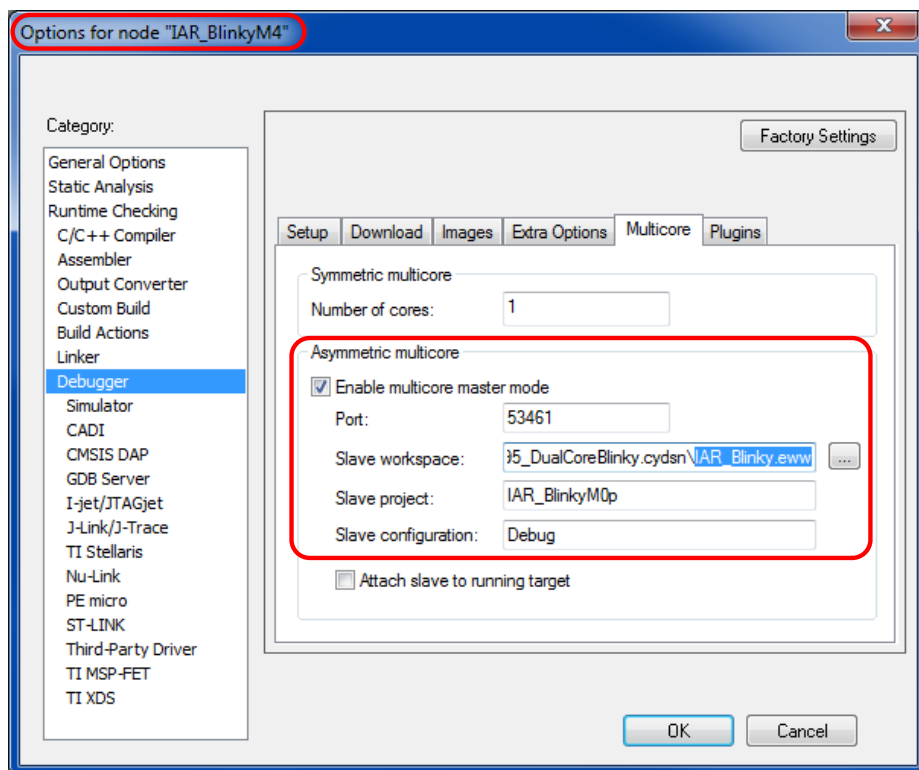 Options for node "IAR_BlinkyM4"
Category:
Factory Settings
General Options
Static Analysis
Runtime Checking
C/C++ Compiler
Assembler
Output Converter
Custom Build
Build Actions
Linker
Debugger
Simulator
CADI
CMSIS DAP
GDB Server
I-jet/JTAGjet
J-Link/J-Trace
TI Stellaris
Nu-Link
PE micro
ST-LINK
Third-Party Driver
TI MSP-FET
TI XDS
Setup Download Images Extra Options Multicore Plugins
Symmetric multicore
Number of cores: 1
Asymmetric multicore
Enable multicore master mode
Port: 53461
Slave workspace: 95_DualCoreBlinky.cydsn\IAR_Blinky.eww ...
Slave project: IAR_BlinkyM0p
Slave configuration: Debug
Attach slave to running target
OK Cancel